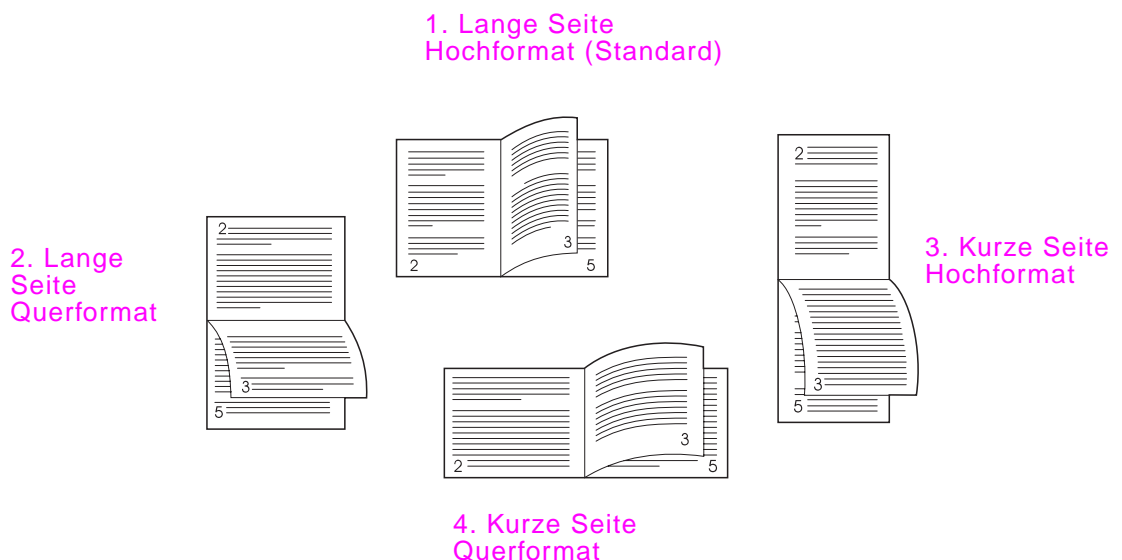 1. Lange Seite
Hochformat (Standard)
2
3
5
2
3
5
2. Lange
Seite
Querformat
2
3
5
3. Kurze Seite
Hochformat
2
3
5
4. Kurze Seite
Querformat